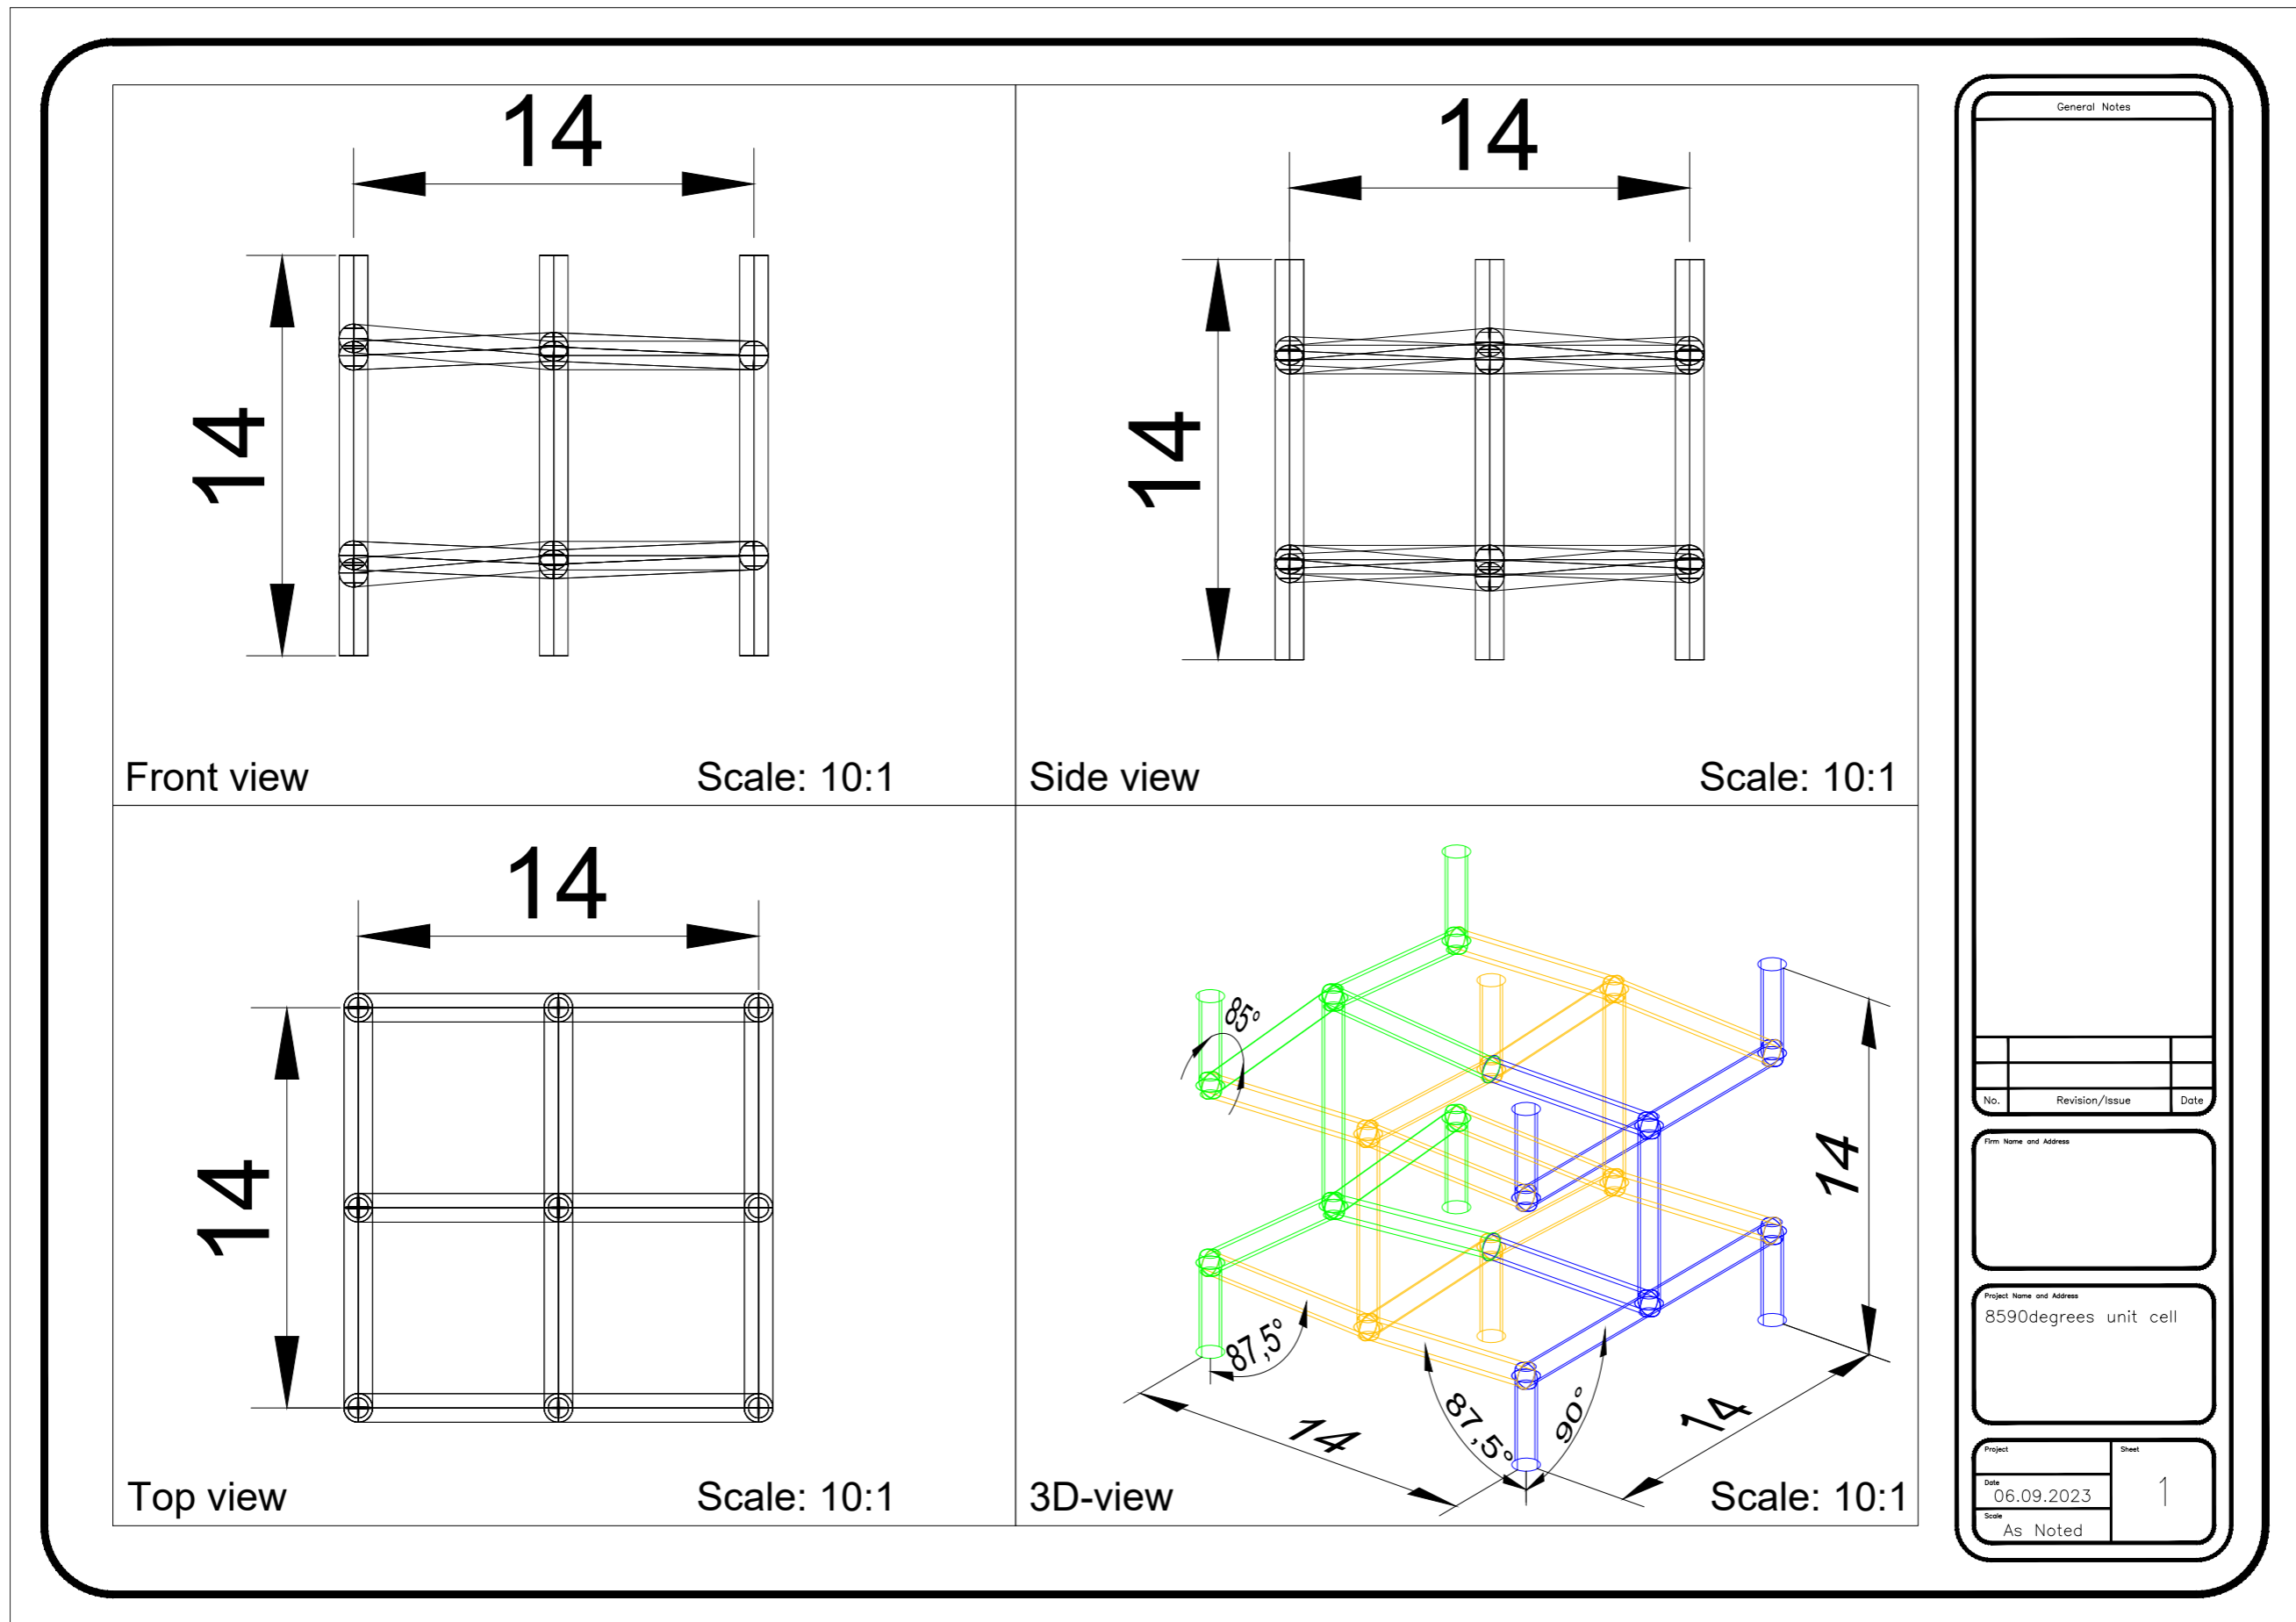 14
14
Front view
Scale: 10:1
14
14
Side view
Scale: 10:1
14
14
Top view
Scale: 10:1
85°
87,5°
87,5°
90°
14
14
14
3D-view
Scale: 10:1
General Notes
No.
Revision/Issue
Date
Firm Name and Address
Project Name and Address
8590degrees unit cell
Project
Sheet
Date
06.09.2023
1
Scale
As Noted